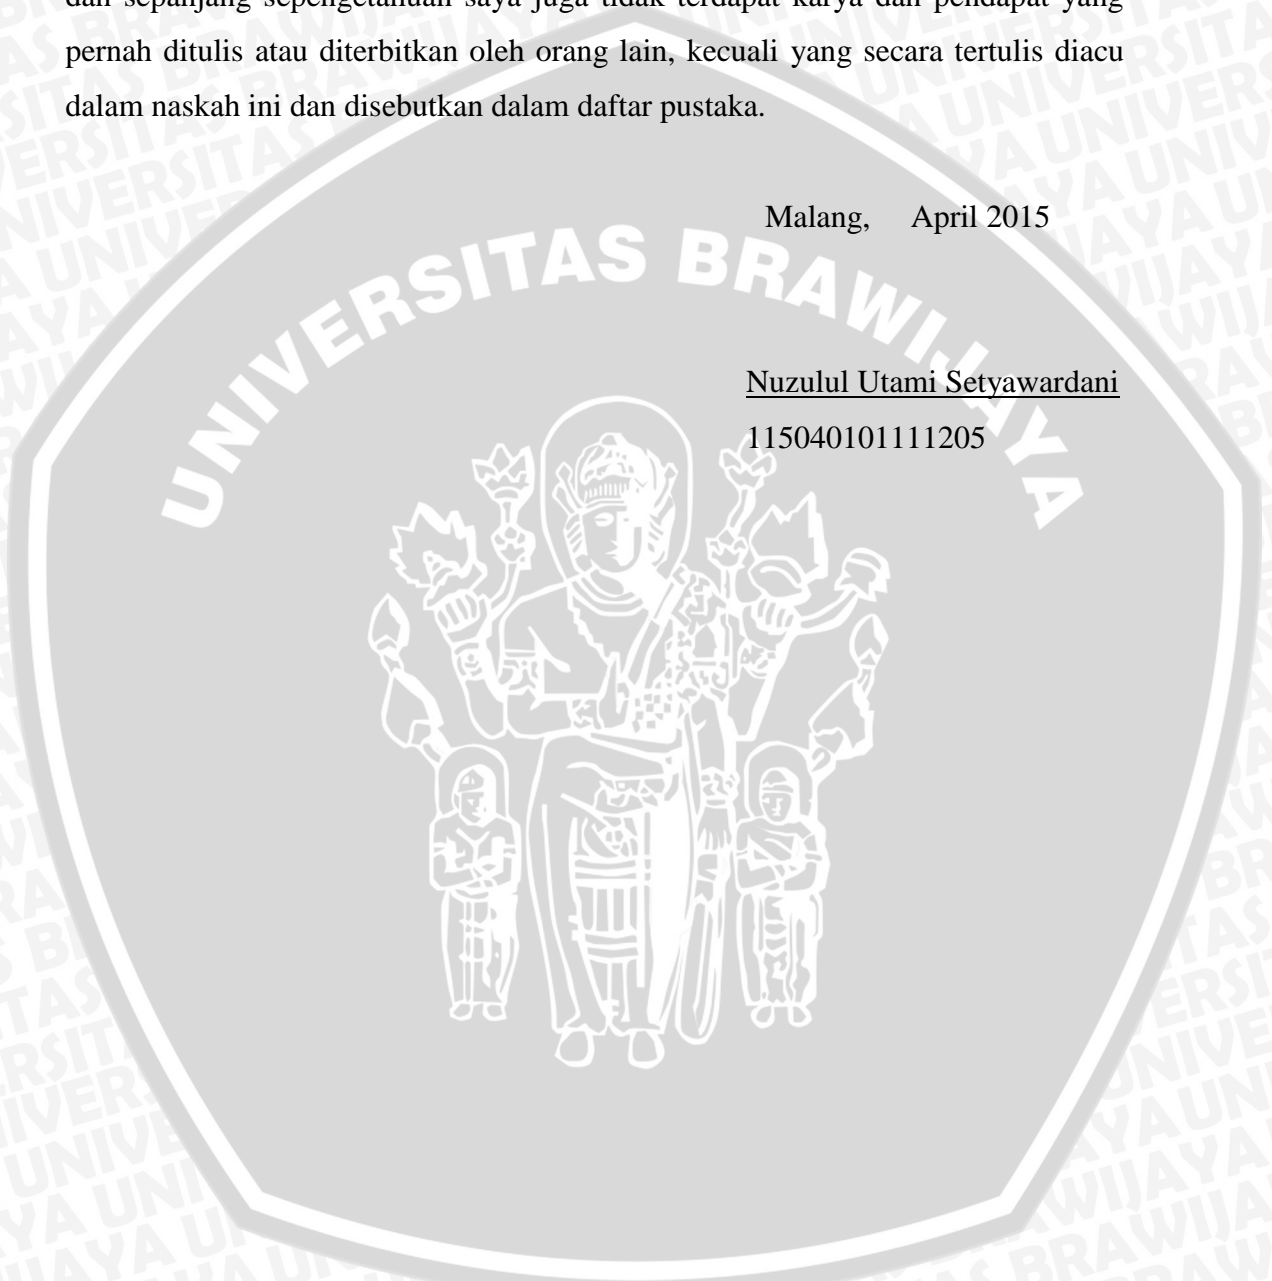 dan sepanjang sepengetahuan saya juga tidak terdapat karya dan pendapat yang
pernah ditulis atau diterbitkan oleh orang lain, kecuali yang secara tertulis diacu
dalam naskah ini dan disebutkan dalam daftar pustaka.
Malang, April 2015
UNIVERSITAS BRAWIJAYA
Nuzulul Utami Setyawardani
115040101111205